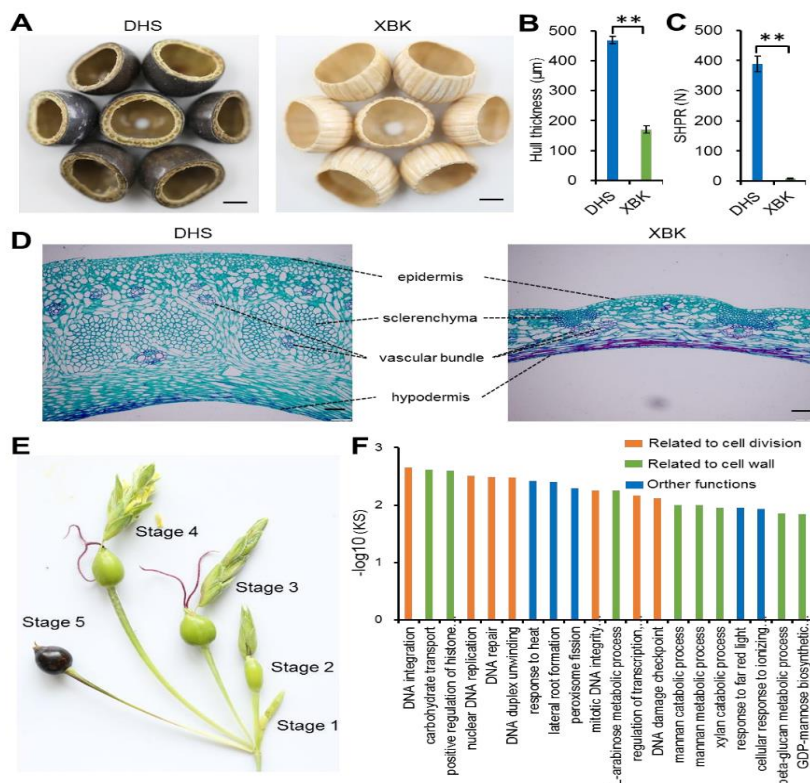 A
DHS
XBK
B
Hull thickness (μm)
500
400
300
200
100
0
**
DHS
XBK
C
SHPR (N)
500
400
300
200
100
0
**
DHS
XBK
D
DHS
XBK
epidermis
sclerenchyma
vascular bundle
hypodermis
E
Stage 4
Stage 3
Stage 5
Stage 2
Stage 1
F
-log10 (KS)
3
2
1
0
Related to cell division
Related to cell wall
Orher functions
DNA integration
carbohydrate transport
positive regulation of histone…
nuclear DNA replication
DNA repair
DNA duplex unwinding
response to heat
lateral root formation
peroxisome fission
mitotic DNA integrity…
-arabinose metabolic process
regulation of transcription,…
DNA damage checkpoint
mannan catabolic process
mannan metabolic process
xylan catabolic process
response to far red light
cellular response to ionizing…
beta-glucan metabolic process
GDP-mannose biosynthetic…